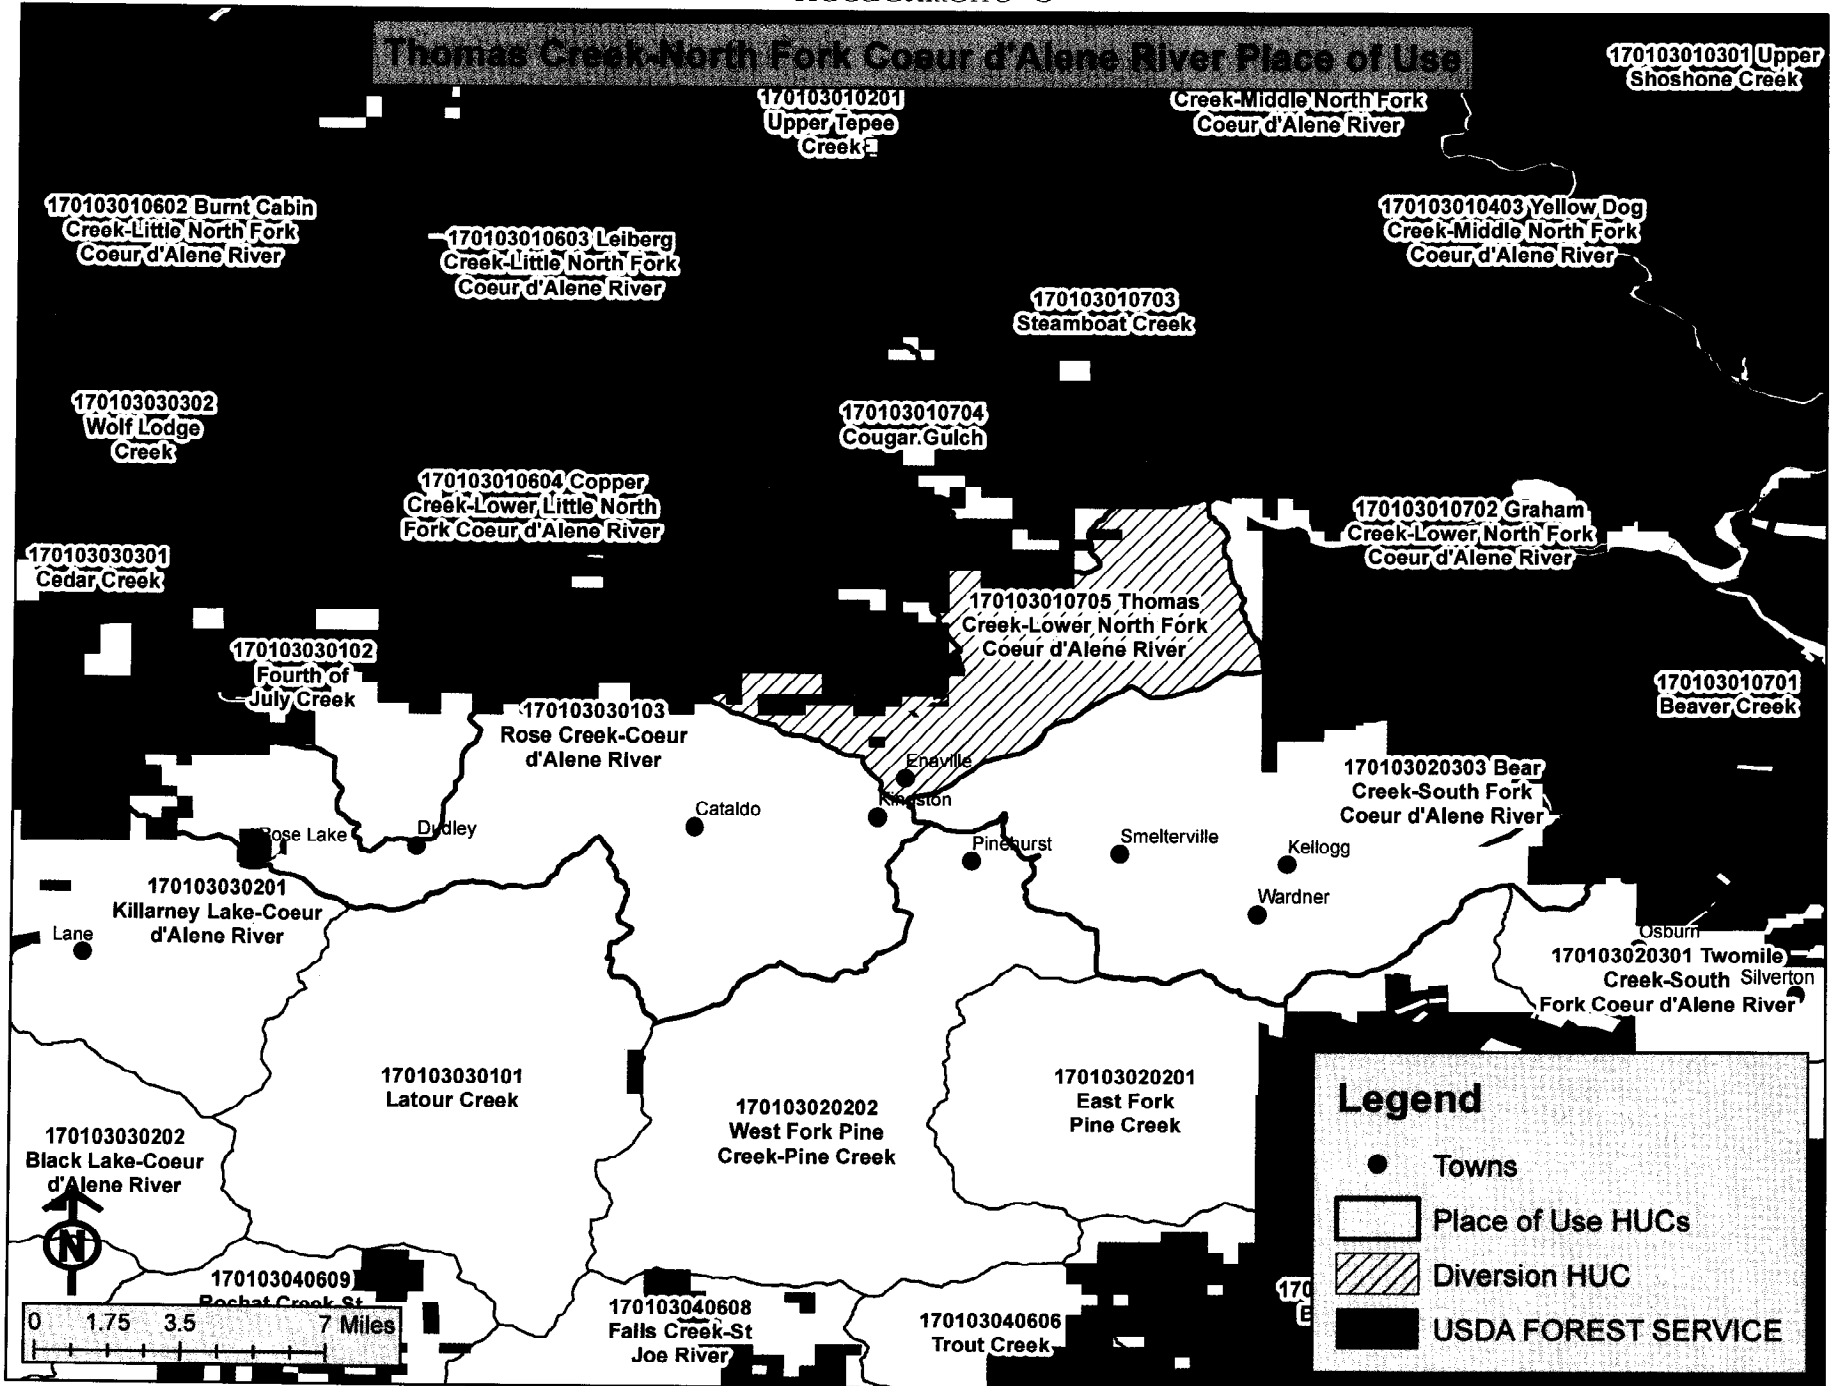 Thomas Creek-North Fork Coeur d'Alene River Place of Use
170103010301 Upper
Shoshone Creek
170103010201
Upper Tepee
Creek
Creek-Middle North Fork
Coeur d'Alene River
170103010602 Burnt Cabin
Creek-Little North Fork
Coeur d'Alene River
170103010603 Leiberg
Creek-Little North Fork
Coeur d'Alene River
170103010403 Yellow Dog
Creek-Middle North Fork
Coeur d'Alene River
170103010703
Steamboat Creek
170103030302
Wolf Lodge
Creek
170103010704
Cougar Gulch
170103010604 Copper
Creek-Lower Little North
Fork Coeur d'Alene River
170103010702 Graham
Creek-Lower North Fork
Coeur d'Alene River
170103030301
Cedar Creek
170103010705 Thomas
Creek-Lower North Fork
Coeur d'Alene River
170103030102
Fourth of
July Creek
170103010701
Beaver Creek
170103030103
Rose Creek-Coeur
d'Alene River
Enaville
170103020303 Bear
Creek-South Fork
Coeur d'Alene River
Kingston
Cataldo
Rose Lake
Dudley
Pinehurst
Smelterville
Kellogg
Wardner
170103030201
Killarney Lake-Coeur
d'Alene River
Lane
Osburn
170103020301 Twomile
Creek-South
Fork Coeur d'Alene River
Silverton
170103030101
Latour Creek
170103020202
West Fork Pine
Creek-Pine Creek
170103020201
East Fork
Pine Creek
170103030202
Black Lake-Coeur
d'Alene River
N
170103040609
Rochat Creek-St
170103040608
Falls Creek-St
Joe River
170103040606
Trout Creek
170
B
0 1.75 3.5 7 Miles
Legend
Towns
Place of Use HUCs
Diversion HUC
USDA FOREST SERVICE